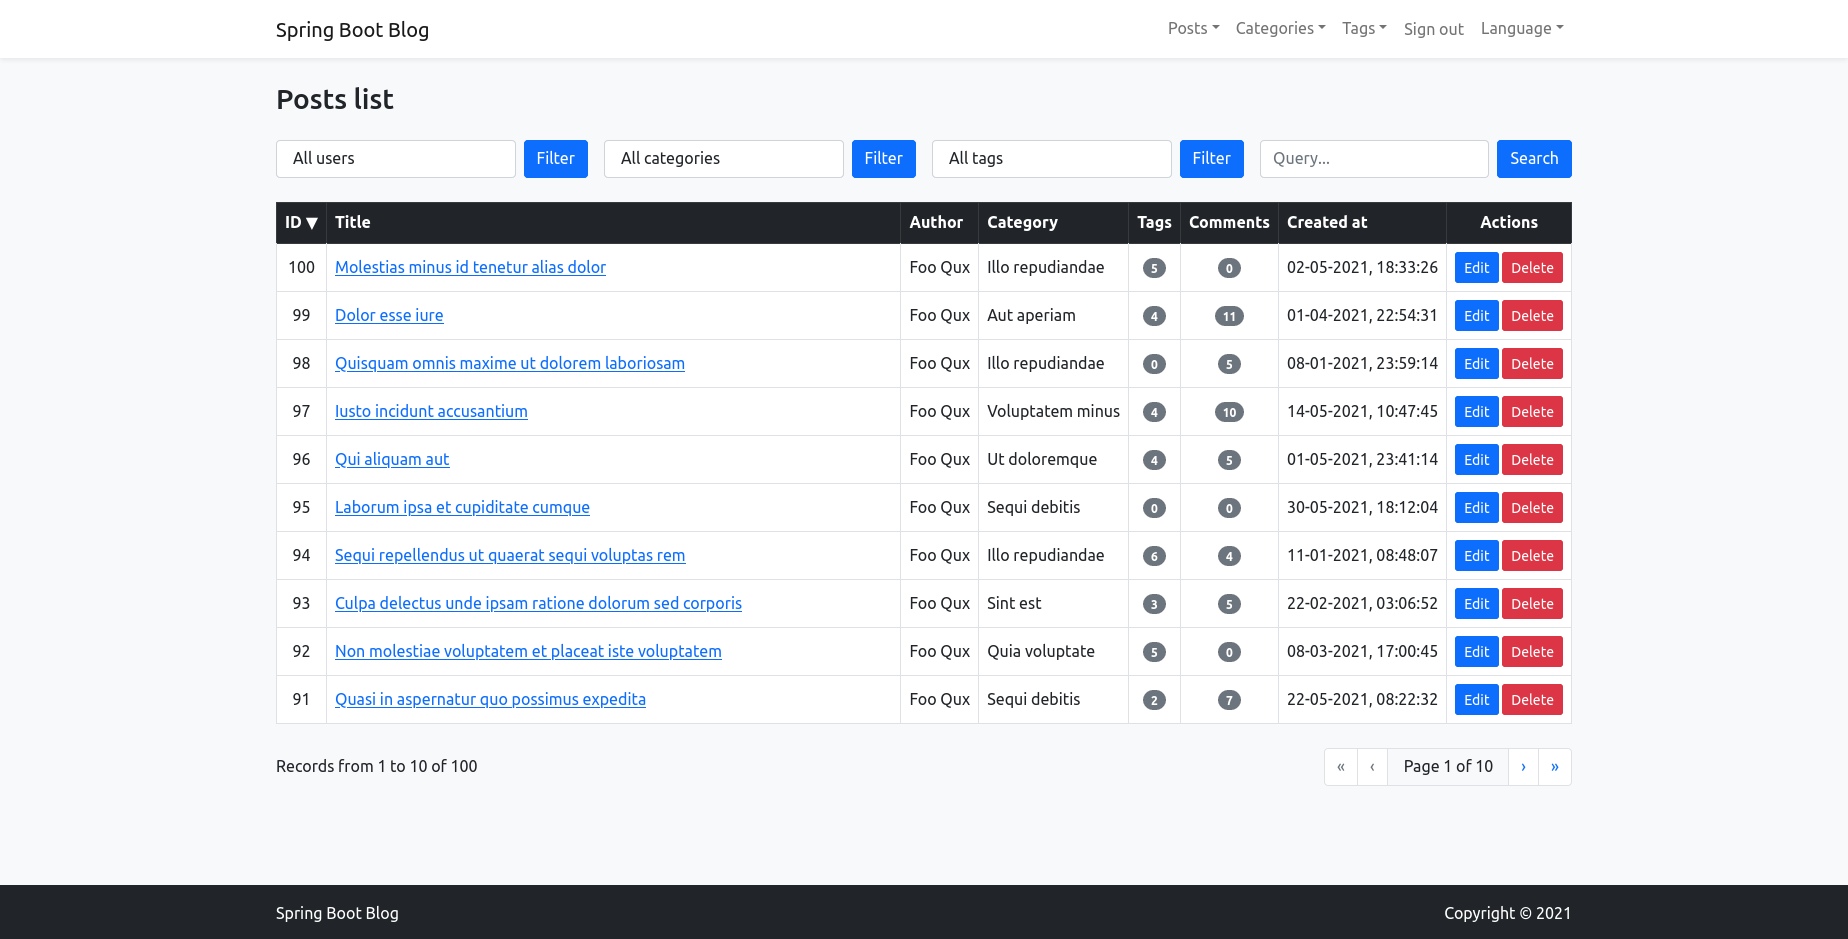 Spring Boot Blog Posts Categories Tags Sign out Language
Posts list
All users Filter All categories Filter All tags Filter Query... Search
ID ▼ Title Author Category Tags Comments Created at Actions
100 Molestias minus id tenetur alias dolor Foo Qux Illo repudiandae 5 0 02-05-2021, 18:33:26 Edit Delete
99 Dolor esse iure Foo Qux Aut aperiam 4 11 01-04-2021, 22:54:31 Edit Delete
98 Quisquam omnis maxime ut dolorem laboriosam Foo Qux Illo repudiandae 0 5 08-01-2021, 23:59:14 Edit Delete
97 Iusto incidunt accusantium Foo Qux Voluptatem minus 4 10 14-05-2021, 10:47:45 Edit Delete
96 Qui aliquam aut Foo Qux Ut doloremque 4 5 01-05-2021, 23:41:14 Edit Delete
95 Laborum ipsa et cupiditate cumque Foo Qux Sequi debitis 0 0 30-05-2021, 18:12:04 Edit Delete
94 Sequi repellendus ut quaerat sequi voluptas rem Foo Qux Illo repudiandae 6 4 11-01-2021, 08:48:07 Edit Delete
93 Culpa delectus unde ipsam ratione dolorum sed corporis Foo Qux Sint est 3 5 22-02-2021, 03:06:52 Edit Delete
92 Non molestiae voluptatem et placeat iste voluptatem Foo Qux Quia voluptate 5 0 08-03-2021, 17:00:45 Edit Delete
91 Quasi in aspernatur quo possimus expedita Foo Qux Sequi debitis 2 7 22-05-2021, 08:22:32 Edit Delete
Records from 1 to 10 of 100 « ‹ Page 1 of 10 › »
Spring Boot Blog Copyright © 2021